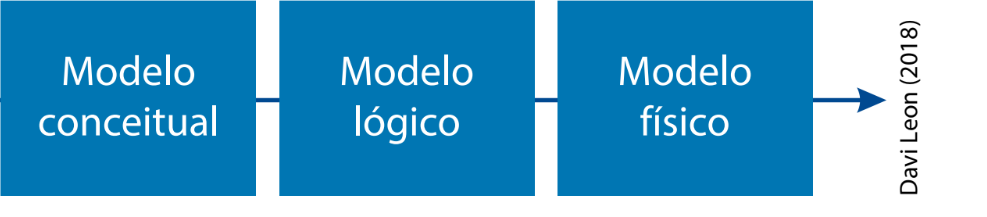 Modelo
conceitual
Modelo
lógico
Modelo
físico
Davi Leon (2018)